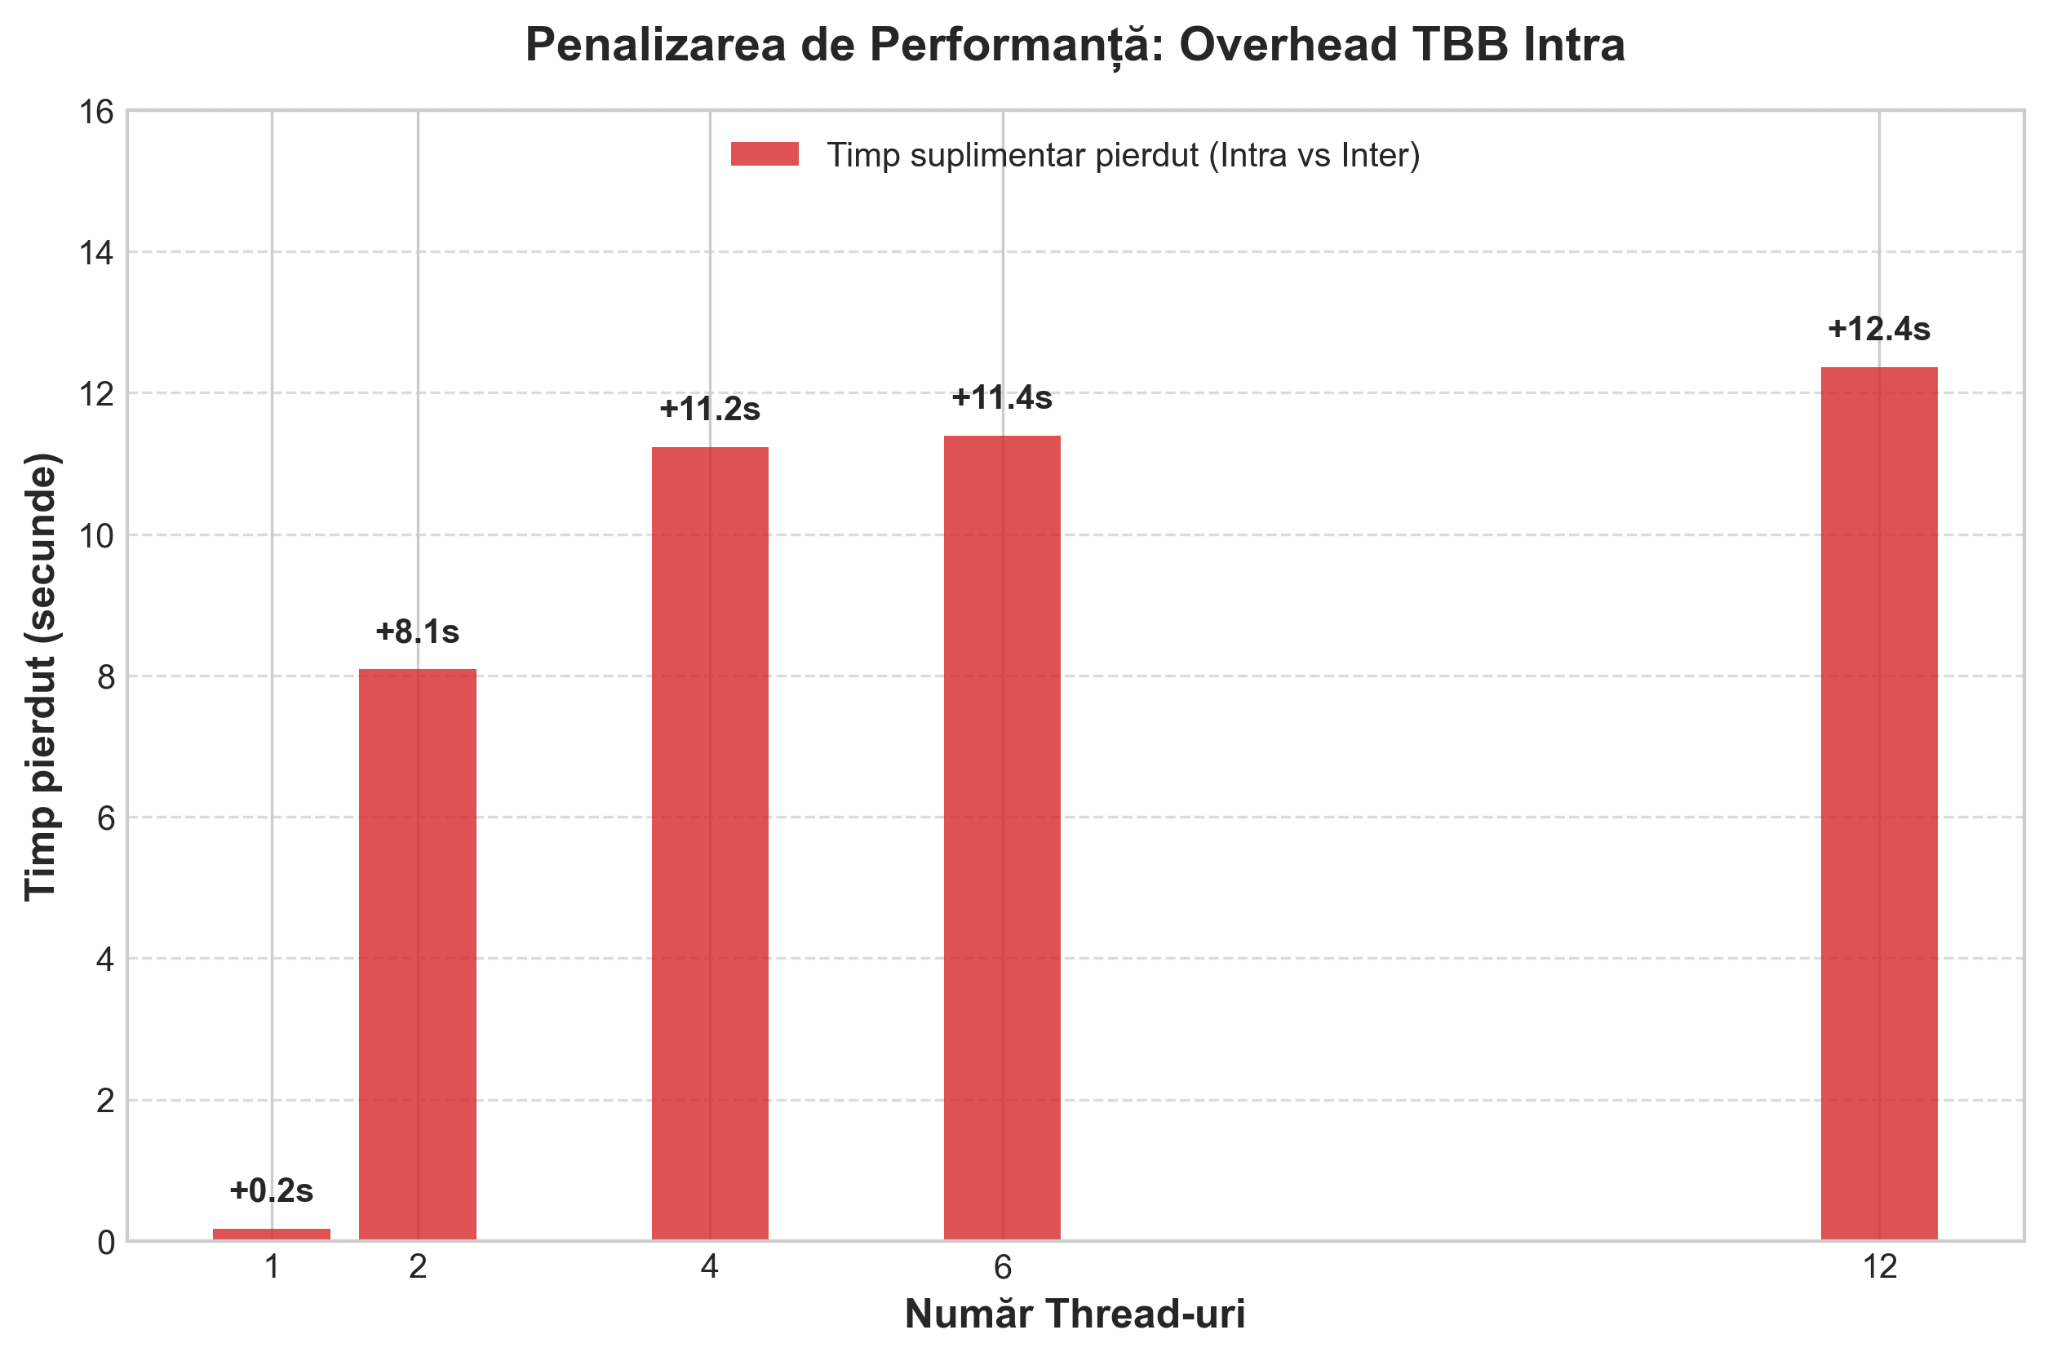 Penalizarea de Performanță: Overhead TBB Intra
Timp suplimentar pierdut (Intra vs Inter)
Timp pierdut (secunde)
16
14
12
10
8
6
4
2
0
+0.2s
+8.1s
+11.2s
+11.4s
+12.4s
1
2
4
6
12
Număr Thread-uri